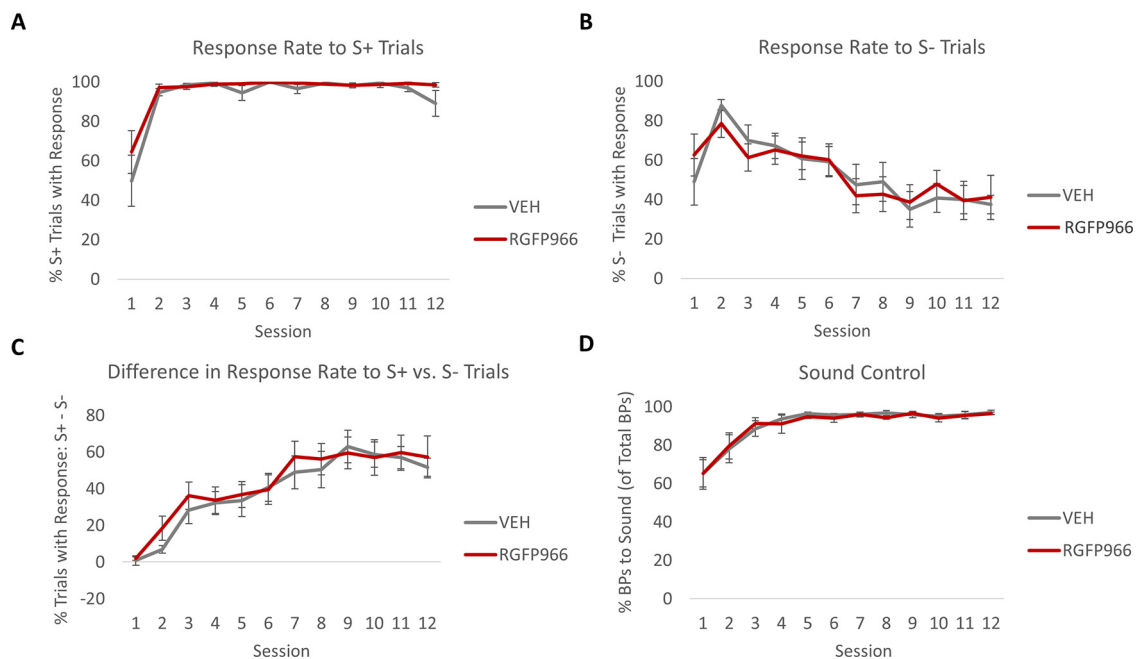 A
Response Rate to S+ Trials
% S+ Trials with Response
100
80
60
40
20
0
1 2 3 4 5 6 7 8 9 10 11 12
Session
VEH
RGFP966
B
Response Rate to S- Trials
% S- Trials with Response
100
80
60
40
20
0
1 2 3 4 5 6 7 8 9 10 11 12
Session
VEH
RGFP966
C
Difference in Response Rate to S+ vs. S- Trials
% Trials with Response: S+ - S-
80
60
40
20
0
-20
1 2 3 4 5 6 7 8 9 10 11 12
Session
VEH
RGFP966
D
Sound Control
% BPs to Sound (of Total BPs)
100
80
60
40
20
0
1 2 3 4 5 6 7 8 9 10 11 12
Session
VEH
RGFP966